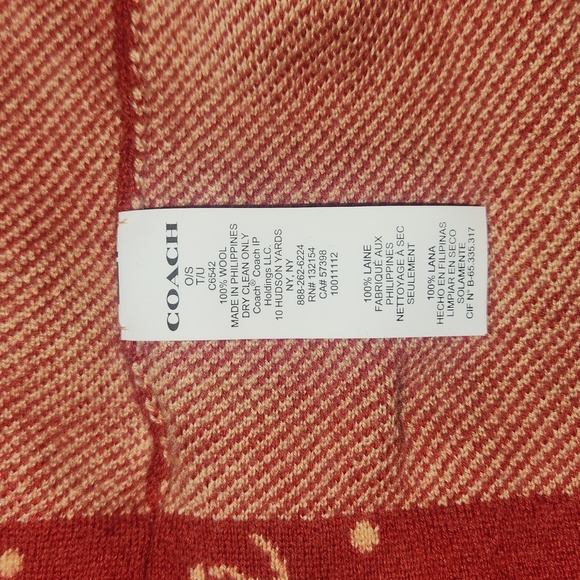 COACH
O/S
T/U
C6542
100% WOOL
MADE IN PHILIPPINES
DRY CLEAN ONLY
Coach® Coach IP
Holdings LLC.
10 HUDSON YARDS
NY, NY
888-262-6224
RN# 132154
CA# 57398
10011112
100% LAINE
FABRIQUÉ AUX
PHILIPPINES
NETTOYAGE À SEC
SEULEMENT
100% LANA
HECHO EN FILIPINAS
LIMPIAR EN SECO
SOLAMENTE
CIF N° B-65.335.317